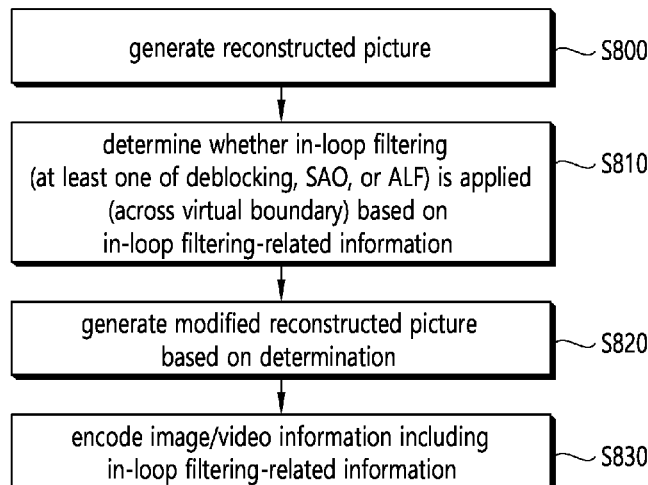 generate reconstructed picture
S800
determine whether in-loop filtering
(at least one of deblocking, SAO, or ALF) is applied
(across virtual boundary) based on
in-loop filtering-related information
S810
generate modified reconstructed picture
based on determination
S820
encode image/video information including
in-loop filtering-related information
S830